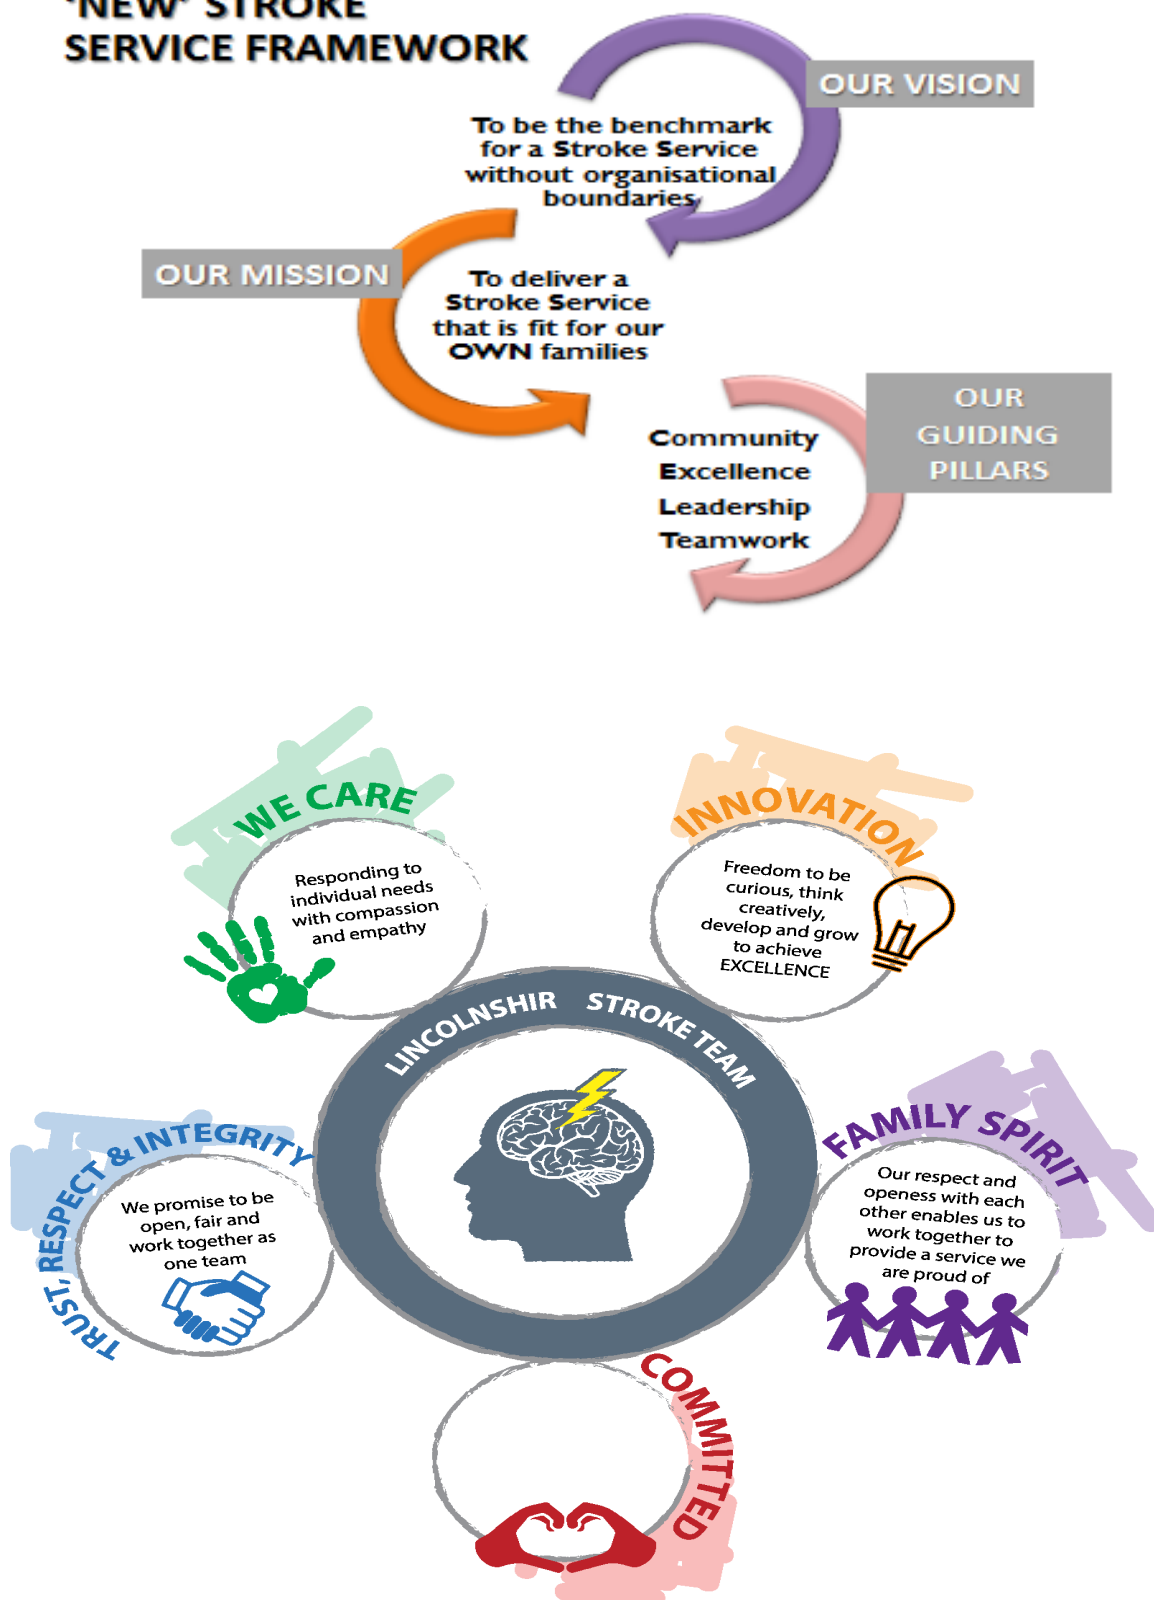 'NEW' STROKE
SERVICE FRAMEWORK
OUR VISION
To be the benchmark
for a Stroke Service
without organisational
boundaries
OUR MISSION
To deliver a
Stroke Service
that is fit for our
OWN families
OUR
GUIDING
PILLARS
Community
Excellence
Leadership
Teamwork
WE CARE
Responding to
individual needs
with compassion
and empathy
INNOVATION
Freedom to be
curious, think
creatively,
develop and grow
to achieve
EXCELLENCE
LINCOLNSHIR STROKE TEAM
TRUST, RESPECT & INTEGRITY
We promise to be
open, fair and
work together as
one team
FAMILY SPIRIT
Our respect and
openess with each
other enables us to
work together to
provide a service we
are proud of
COMMITTED